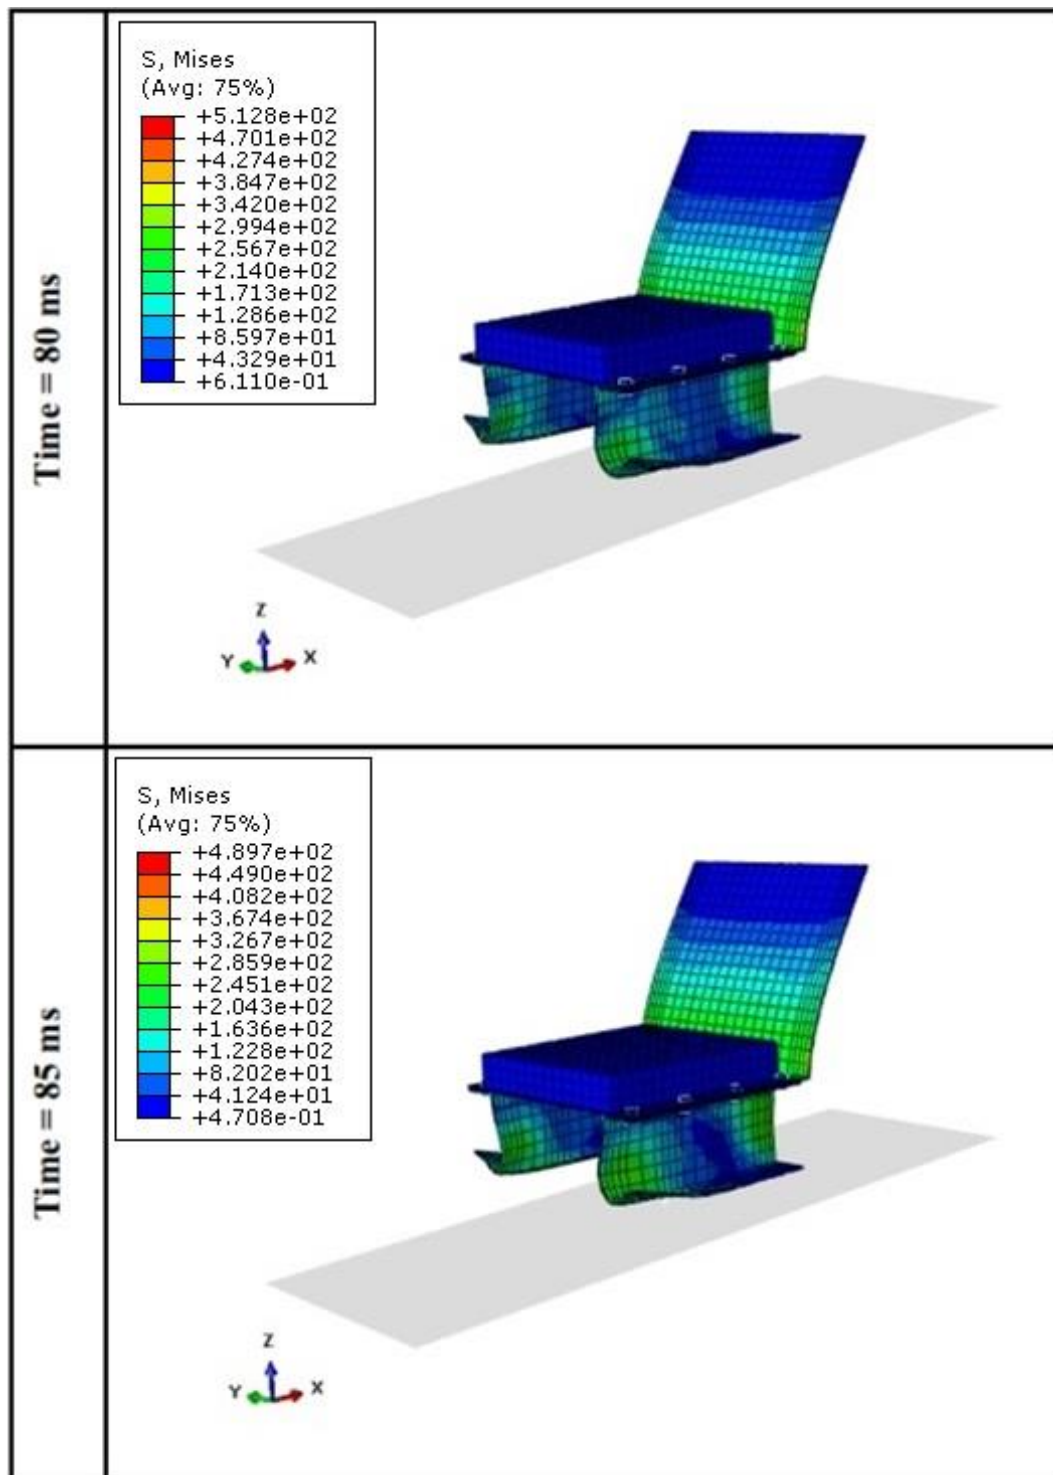 Time = 80 ms
S, Mises
(Avg: 75%)
+5.128e+02
+4.701e+02
+4.274e+02
+3.847e+02
+3.420e+02
+2.994e+02
+2.567e+02
+2.140e+02
+1.713e+02
+1.286e+02
+8.597e+01
+4.329e+01
+6.110e-01
Z
Y
X
Time = 85 ms
S, Mises
(Avg: 75%)
+4.897e+02
+4.490e+02
+4.082e+02
+3.674e+02
+3.267e+02
+2.859e+02
+2.451e+02
+2.043e+02
+1.636e+02
+1.228e+02
+8.202e+01
+4.124e+01
+4.708e-01
Z
Y
X